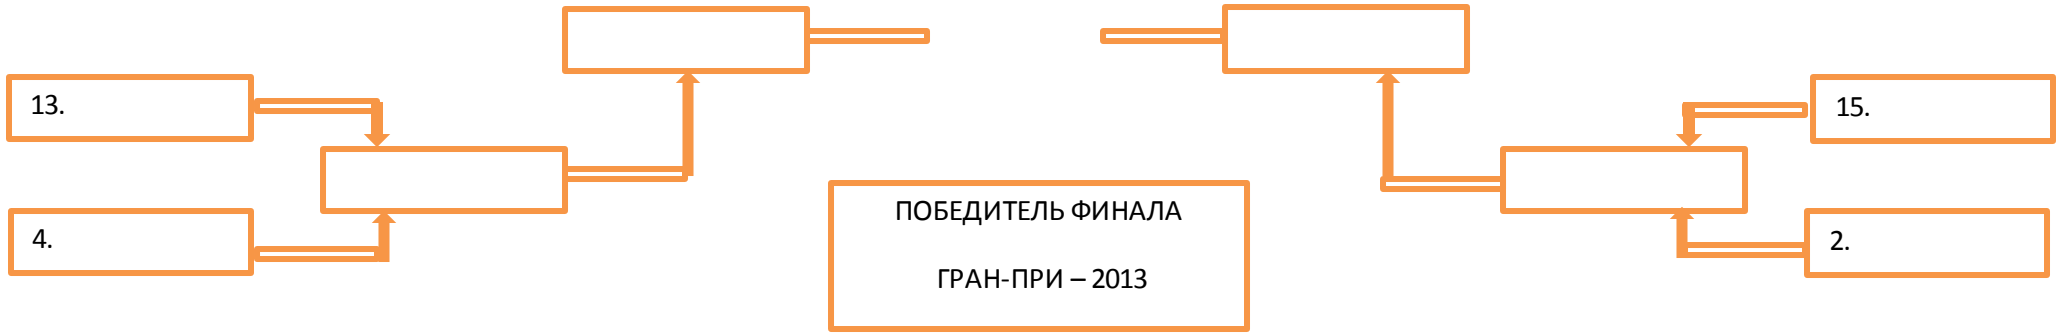 13.
15.
4.
ПОБЕДИТЕЛЬ ФИНАЛА
ГРАН-ПРИ – 2013
2.